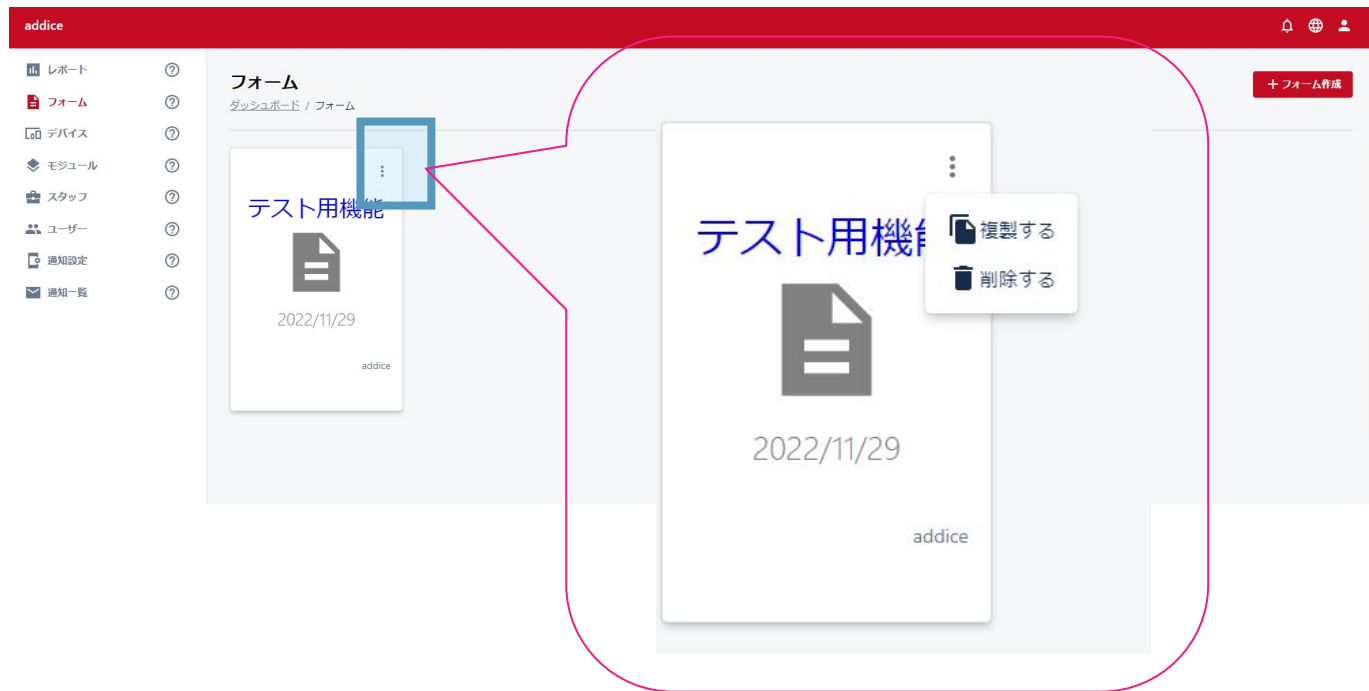 addice
レポート
フォーム
デバイス
モジュール
スタッフ
ユーザー
通知設定
通知一覧
フォーム
ダッシュボード / フォーム
＋フォーム作成
テスト用機能
2022/11/29
addice
テスト用機能
複製する
削除する
2022/11/29
addice